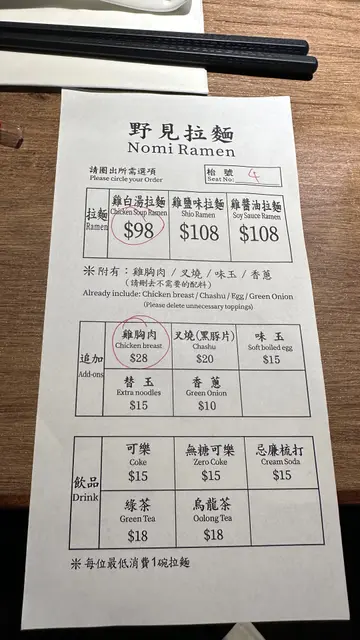 野見拉麵
Nomi Ramen
請圈出所需選項
Please circle your Order
枱號
Seat No:
4
拉麵
Ramen
雞白湯拉麵
Chicken Soup Ramen
$98
雞鹽味拉麵
Shio Ramen
$108
雞醬油拉麵
Soy Sauce Ramen
$108
※附有：雞胸肉 / 叉燒 / 味玉 / 香蔥
（請刪去不需要的配料）
Already include: Chicken breast / Chashu / Egg / Green Onion
(Please delete unnecessary toppings)
追加
Add-ons
雞胸肉
Chicken breast
$28
叉燒(黑豚片)
Chashu
$20
味玉
Soft boiled egg
$15
替玉
Extra noodles
$15
香蔥
Green Onion
$10
飲品
Drink
可樂
Coke
$15
無糖可樂
Zero Coke
$15
忌廉梳打
Cream Soda
$15
綠茶
Green Tea
$18
烏龍茶
Oolong Tea
$18
※每位最低消費1碗拉麵